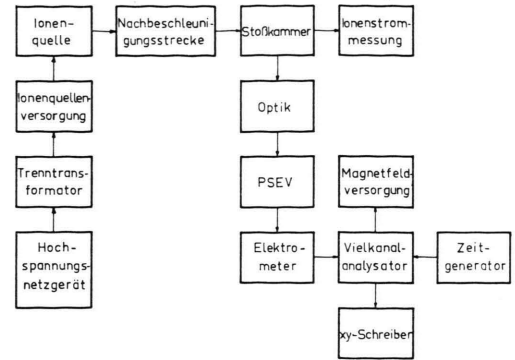 Ionen-
quelle
Nachbeschleuni-
gungsstrecke
Stoßkammer
Ionenstrom-
messung
Ionenquellen-
versorgung
Optik
Trenntrans-
formator
PSEV
Magnetfeld-
versorgung
Hoch-
spannungs-
netzgerät
Elektro-
meter
Vielkanal-
analysator
Zeit-
generator
xy-Schreiber